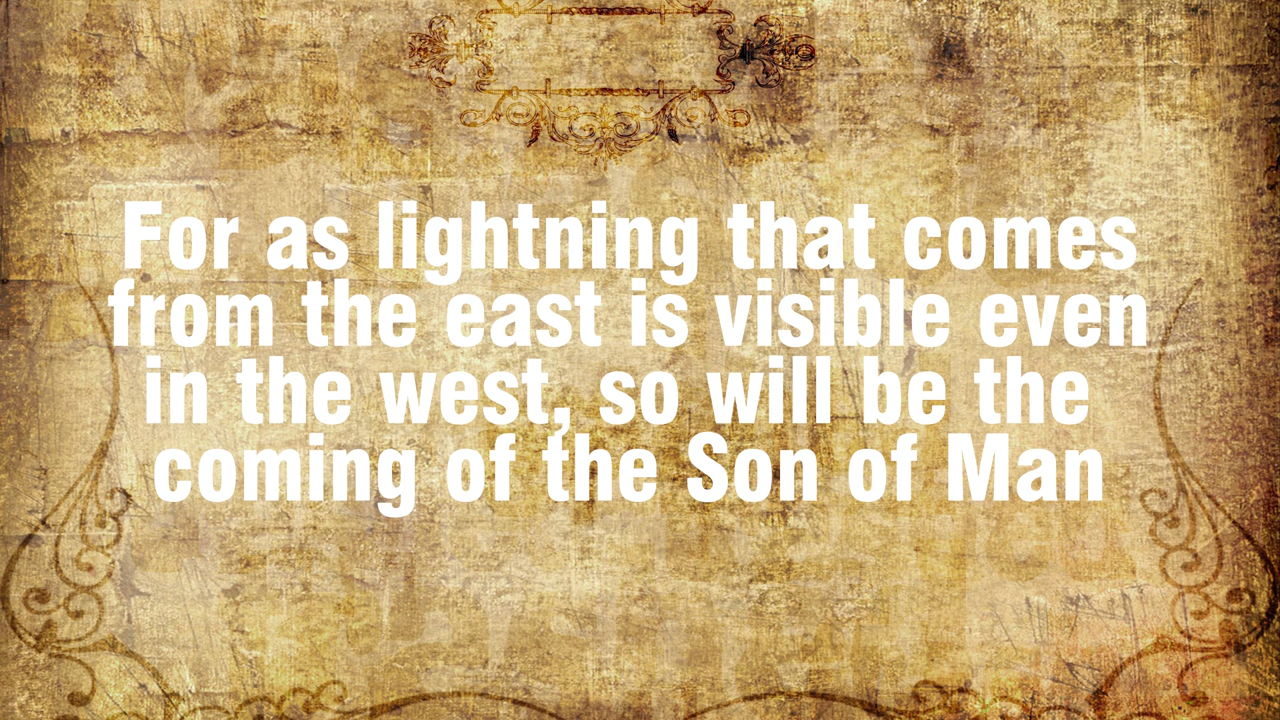 For as lightning that comes
from the east is visible even
in the west, so will be the
coming of the Son of Man